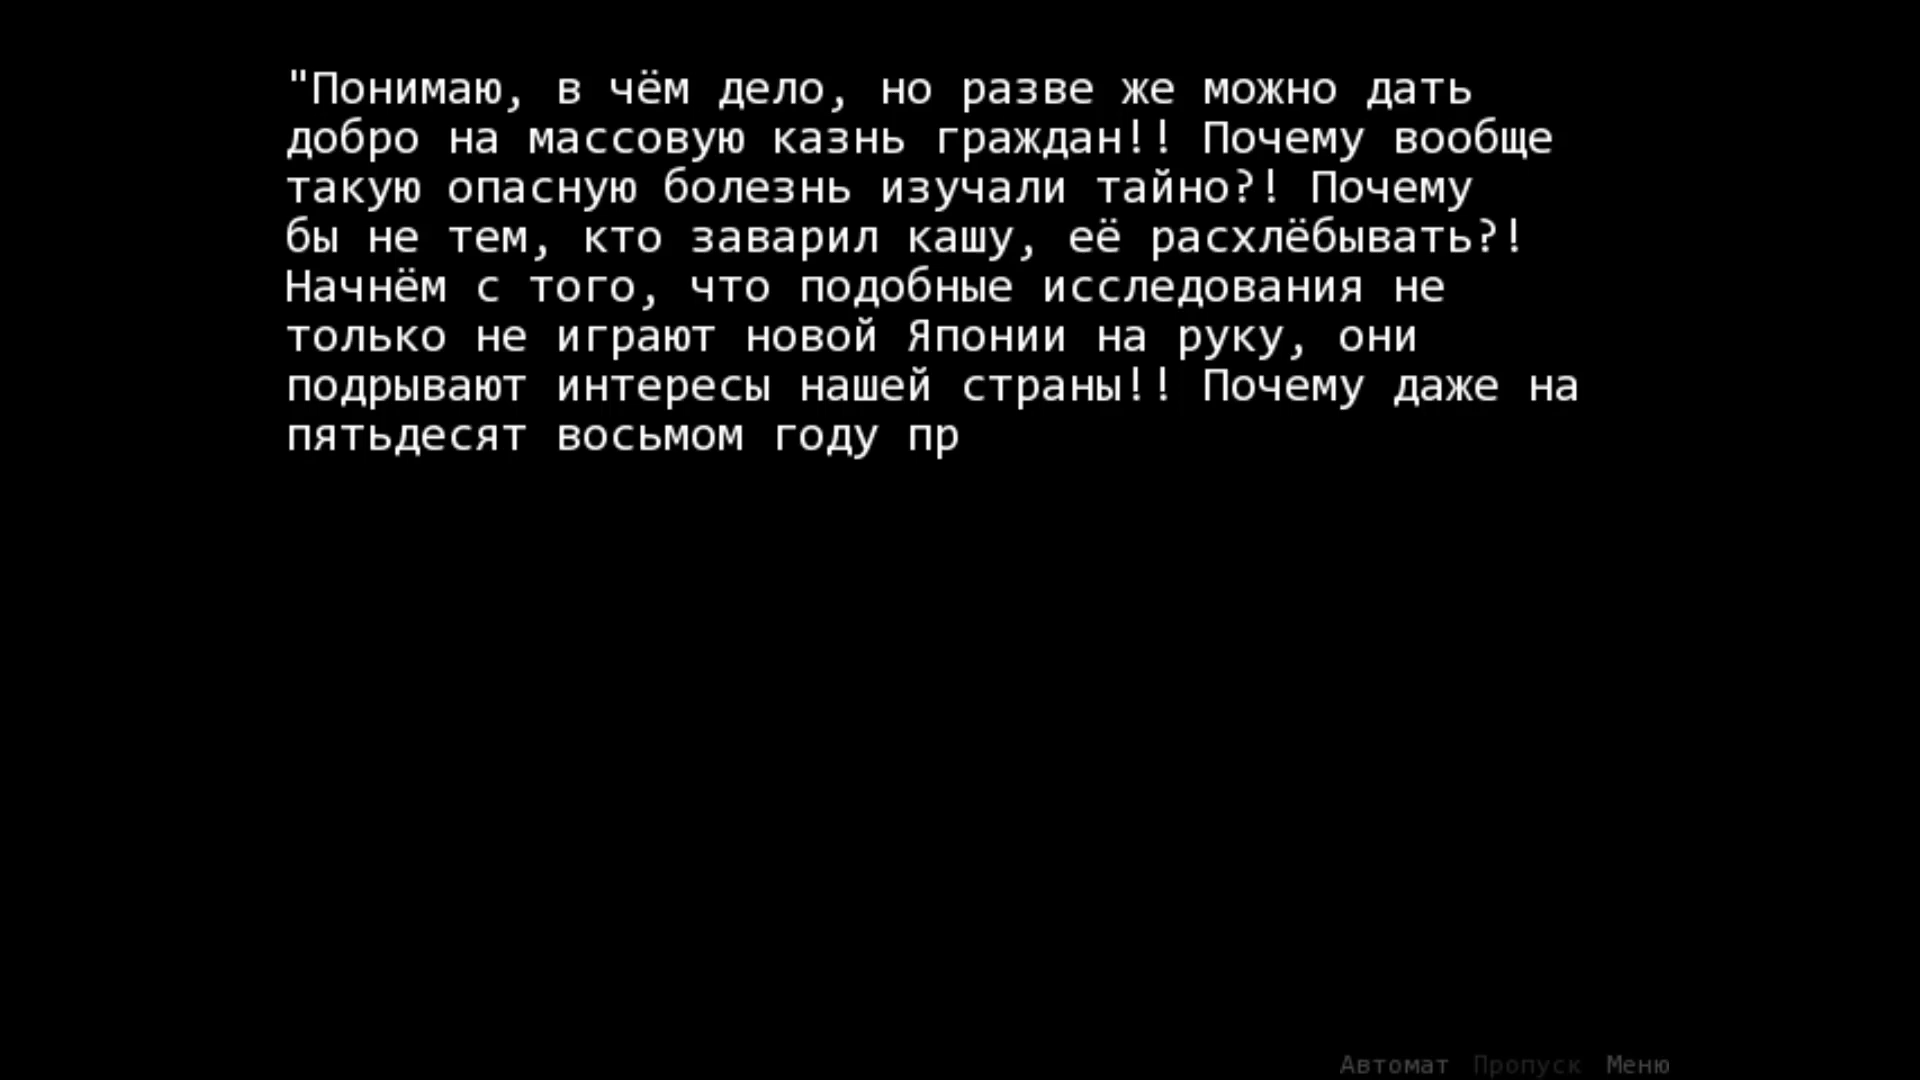 "Понимаю, в чём дело, но разве же можно дать
добро на массовую казнь граждан!! Почему вообще
такую опасную болезнь изучали тайно?! Почему
бы не тем, кто заварил кашу, её расхлёбывать?!
Начнём с того, что подобные исследования не
только не играют новой Японии на руку, они
подрывают интересы нашей страны!! Почему даже на
пятьдесят восьмом году пр
Автомат Пропуск Меню